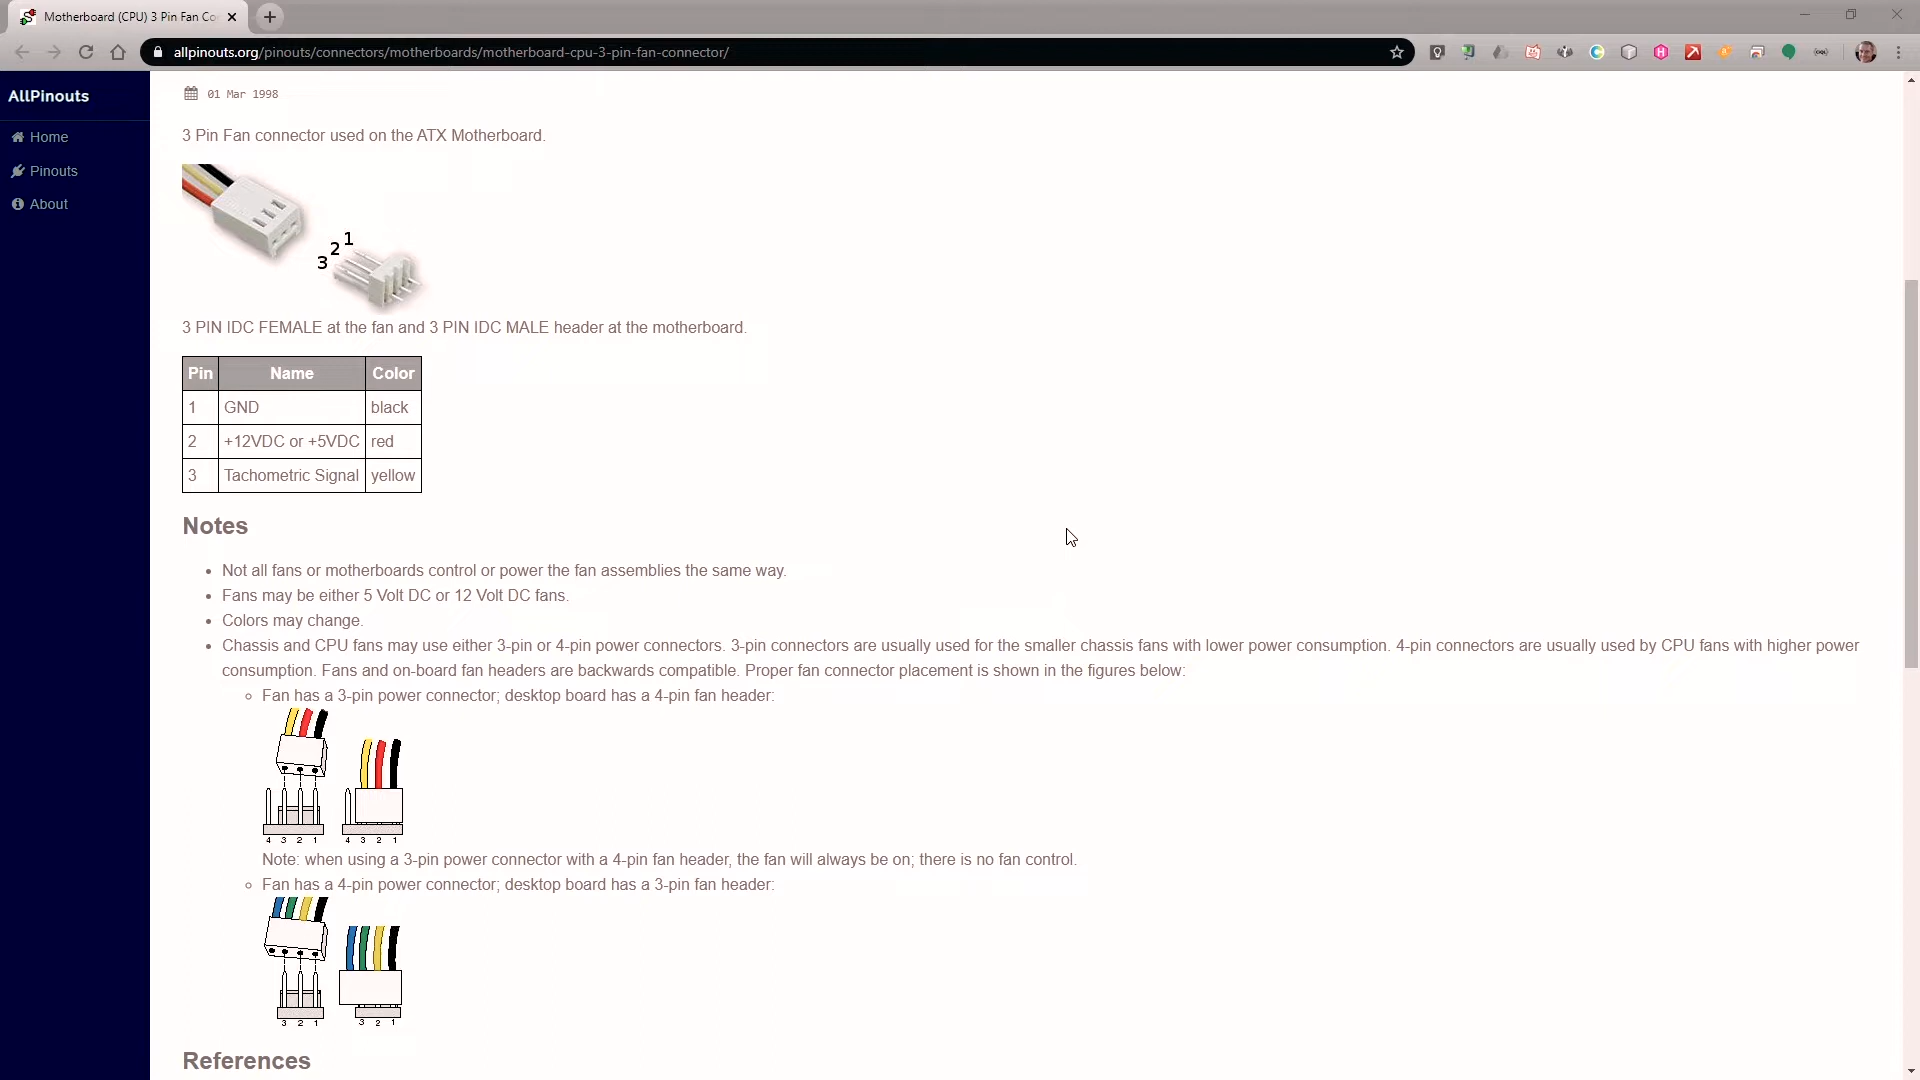 Motherboard (CPU) 3 Pin Fan Co
allpinouts.org/pinouts/connectors/motherboards/motherboard-cpu-3-pin-fan-connector/
AllPinouts
Home
Pinouts
About
01 Mar 1998
3 Pin Fan connector used on the ATX Motherboard.
1
2
3
3 PIN IDC FEMALE at the fan and 3 PIN IDC MALE header at the motherboard.
Pin Name Color
1 GND black
2 +12VDC or +5VDC red
3 Tachometric Signal yellow
Notes
Not all fans or motherboards control or power the fan assemblies the same way.
Fans may be either 5 Volt DC or 12 Volt DC fans.
Colors may change.
Chassis and CPU fans may use either 3-pin or 4-pin power connectors. 3-pin connectors are usually used for the smaller chassis fans with lower power consumption. 4-pin connectors are usually used by CPU fans with higher power
consumption. Fans and on-board fan headers are backwards compatible. Proper fan connector placement is shown in the figures below:
Fan has a 3-pin power connector; desktop board has a 4-pin fan header:
4 3 2 1 4 3 2 1
Note: when using a 3-pin power connector with a 4-pin fan header, the fan will always be on; there is no fan control.
Fan has a 4-pin power connector; desktop board has a 3-pin fan header:
3 2 1 3 2 1
References